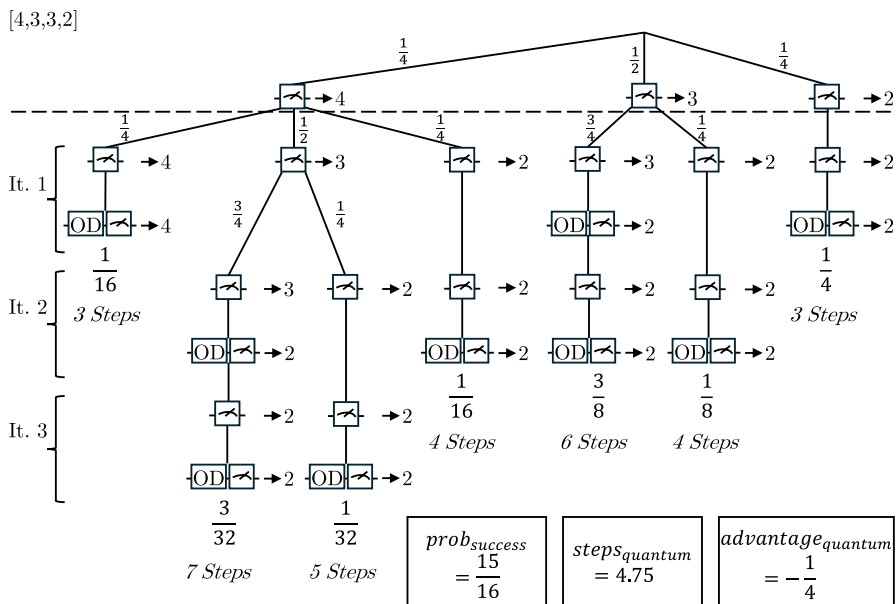 [4,3,3,2]
1/4 1/2 1/4
4 3 2
1/4 1/2 1/4 3/4 1/4
It. 1
4 3 2 3 2 2
OD 4 3/4 1/4 OD 2 OD 2
1/16 1/4
3 Steps 3 Steps
It. 2
3 2 2 2 2
OD 2 OD 2 OD 2 OD 2
1/16 3/8 1/8
4 Steps 6 Steps 4 Steps
It. 3
2 2
OD 2 OD 2
3/32 1/32
7 Steps 5 Steps
prob_success
= 15/16
steps_quantum
= 4.75
advantage_quantum
= −1/4